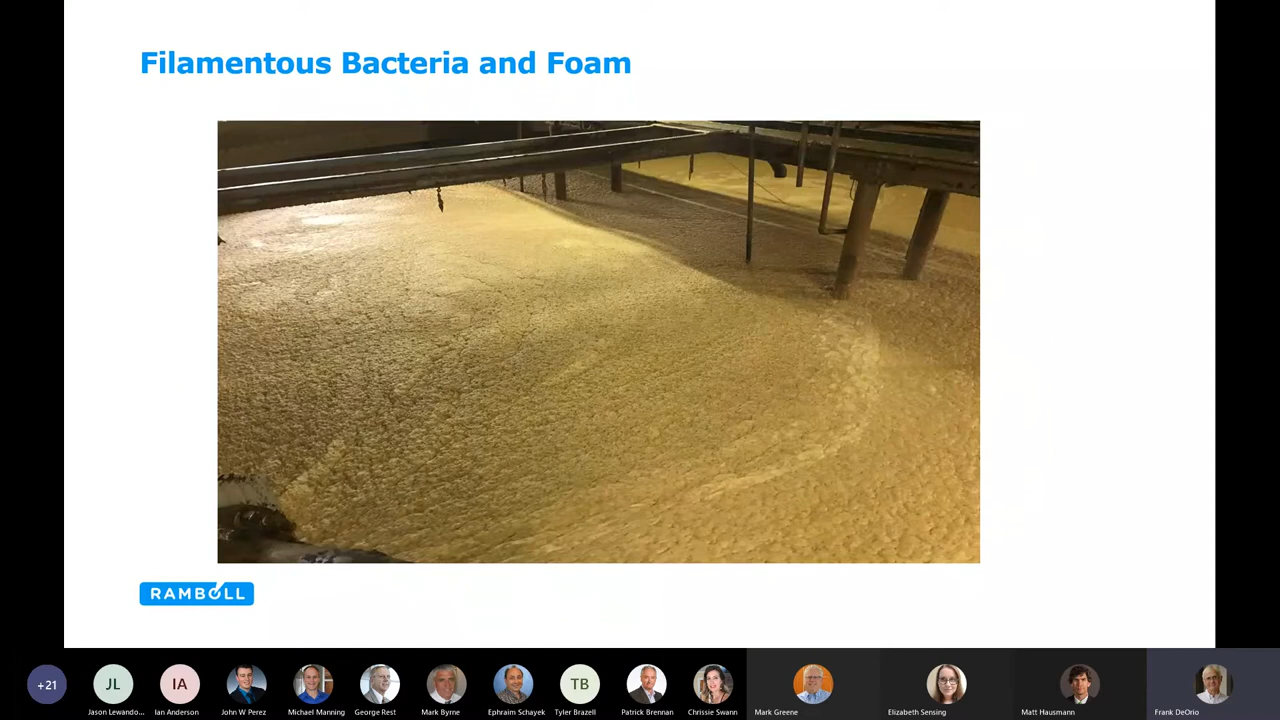 Filamentous Bacteria and Foam
RAMBOLL
+21
JL
IA
TB
Jason Lewando...
Ian Anderson
John W Perez
Michael Manning
George Rest
Mark Byrne
Ephraim Schayek
Tyler Brazell
Patrick Brennan
Chrissie Swann
Mark Greene
Elizabeth Sensing
Matt Hausmann
Frank DeOrio